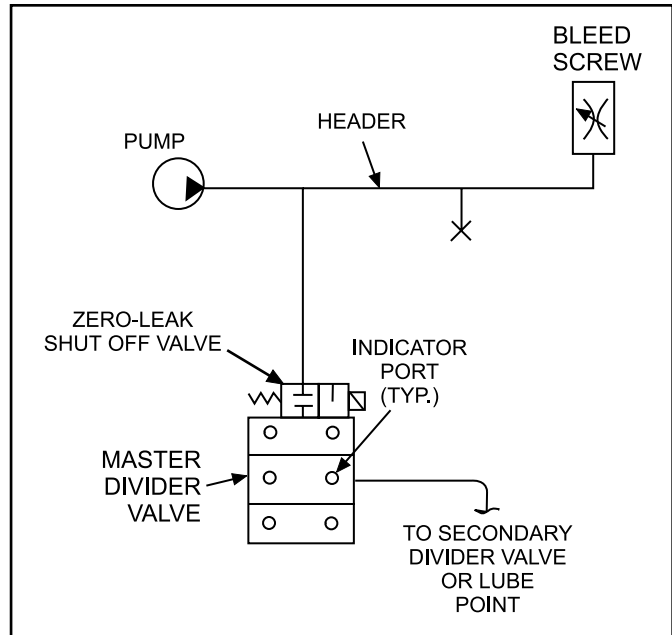 BLEED
SCREW
HEADER
PUMP
ZERO-LEAK
SHUT OFF VALVE
INDICATOR
PORT
(TYP.)
MASTER
DIVIDER
VALVE
TO SECONDARY
DIVIDER VALVE
OR LUBE
POINT